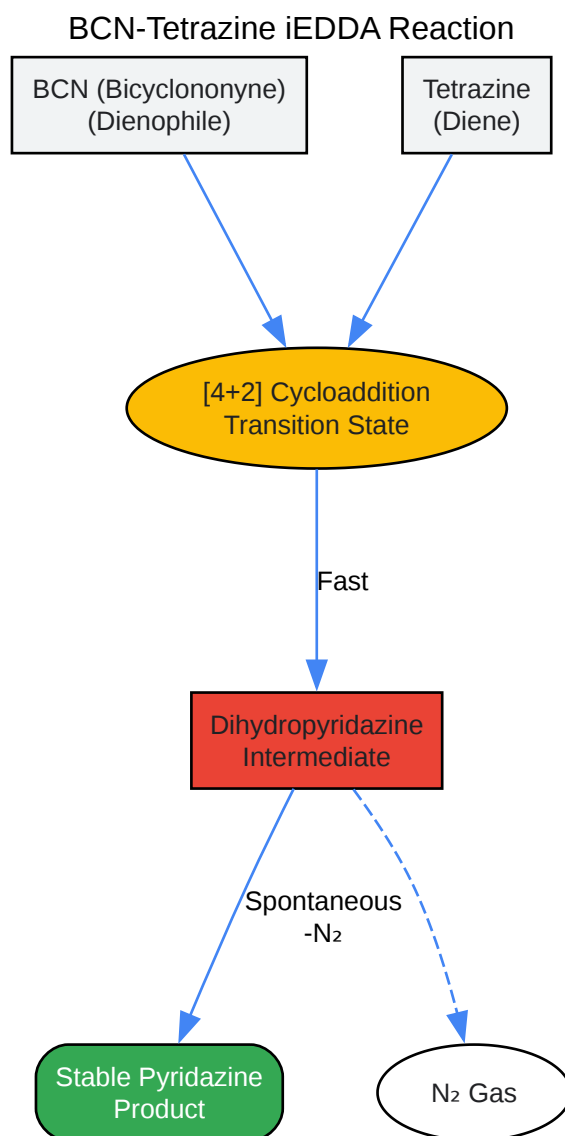 BCN-Tetrazine iEDDA Reaction
BCN (Bicyclononyne)
(Dienophile)
Tetrazine
(Diene)
[4+2] Cycloaddition
Transition State
Fast
Dihydropyridazine
Intermediate
Spontaneous
-N₂
Stable Pyridazine
Product
N₂ Gas